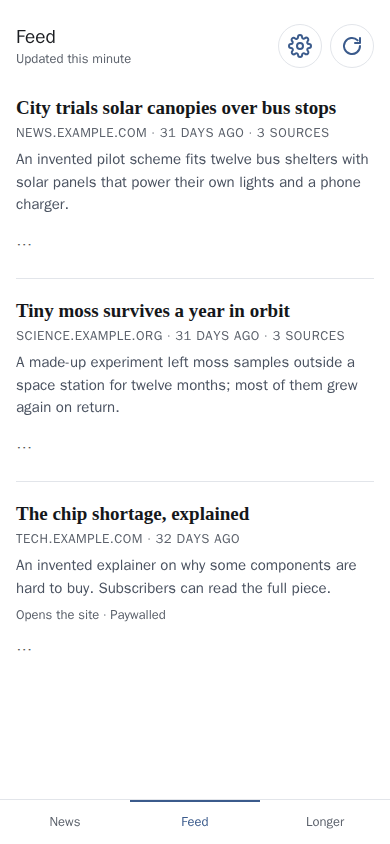 Feed
Updated this minute
City trials solar canopies over bus stops
NEWS.EXAMPLE.COM · 31 DAYS AGO · 3 SOURCES
An invented pilot scheme fits twelve bus shelters with
solar panels that power their own lights and a phone
charger.
...
Tiny moss survives a year in orbit
SCIENCE.EXAMPLE.ORG · 31 DAYS AGO · 3 SOURCES
A made-up experiment left moss samples outside a
space station for twelve months; most of them grew
again on return.
...
The chip shortage, explained
TECH.EXAMPLE.COM · 32 DAYS AGO
An invented explainer on why some components are
hard to buy. Subscribers can read the full piece.
Opens the site · Paywalled
...
News
Feed
Longer